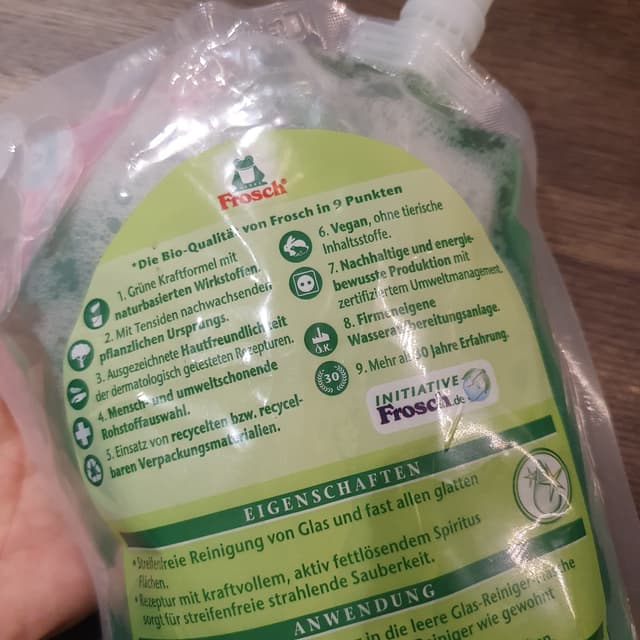 Frosch®
*Die Bio-Qualität von Frosch in 9 Punkten
1. Grüne Kraftformel mit
naturbasierten Wirkstoffen.
2. Mit Tensiden nachwachsenden
pflanzlichen Ursprungs.
3. Ausgezeichnete Hautfreundlichkeit
der dermatologisch getesteten Rezepturen.
4. Mensch- und umweltschonende
Rohstoffauswahl.
5. Einsatz von recycelten bzw. recycel-
baren Verpackungsmaterialien.
6. Vegan, ohne tierische
Inhaltsstoffe.
7. Nachhaltige und energie-
bewusste Produktion mit
zertifiziertem Umweltmanagement.
8. Firmeneigene
Wasseraufbereitungsanlage.
30
9. Mehr als 30 Jahre Erfahrung.
INITIATIVE
Frosch.de
EIGENSCHAFTEN
• Streifenfreie Reinigung von Glas und fast allen glatten
Flächen.
• Rezeptur mit kraftvollem, aktiv fettlösendem Spiritus
sorgt für streifenfreie strahlende Sauberkeit.
ANWENDUNG
in die leere Glas-Reiniger-Flasche
Reiniger wie gewohnt